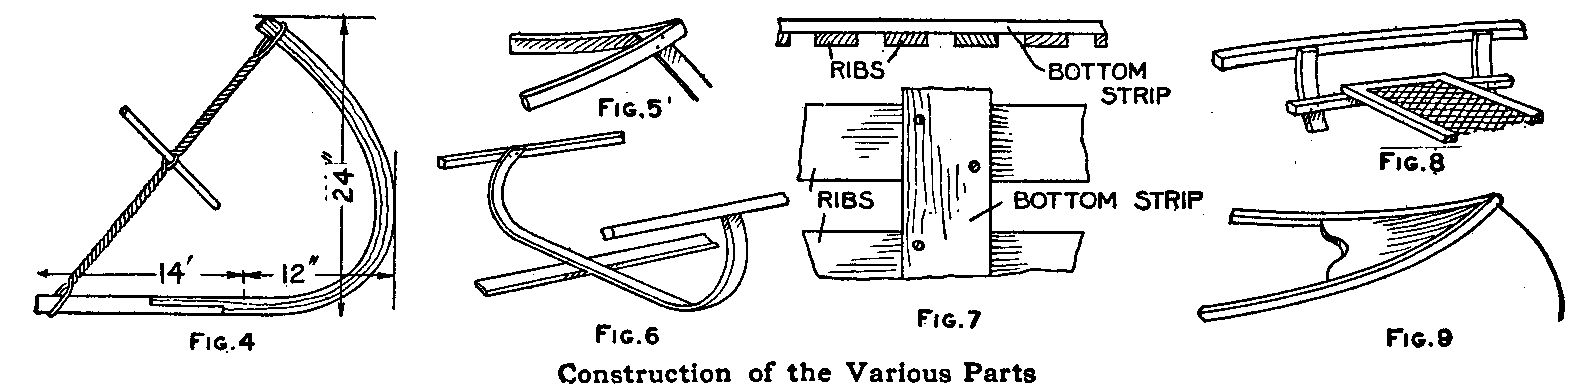 24"
14' 12"
FIG. 4
FIG. 5'
FIG. 6
RIBS
BOTTOM
STRIP
RIBS
BOTTOM STRIP
FIG. 7
FIG. 8
FIG. 9
Construction of the Various Parts